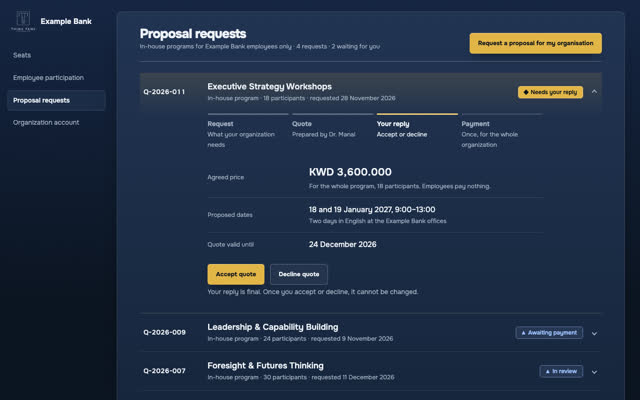 THINK FENI
Example Bank
Seats
Employee participation
Proposal requests
Organization account
Proposal requests
In-house programs for Example Bank employees only · 4 requests · 2 waiting for you
Request a proposal for my organisation
Q-2026-011
Executive Strategy Workshops
In-house program · 18 participants · requested 28 November 2026
Needs your reply
Request
What your organization
needs
Quote
Prepared by Dr. Manal
Your reply
Accept or decline
Payment
Once, for the whole
organization
Agreed price
KWD 3,600.000
For the whole program, 18 participants. Employees pay nothing.
Proposed dates
18 and 19 January 2027, 9:00–13:00
Two days in English at the Example Bank offices
Quote valid until
24 December 2026
Accept quote
Decline quote
Your reply is final. Once you accept or decline, it cannot be changed.
Q-2026-009
Leadership & Capability Building
In-house program · 24 participants · requested 9 November 2026
Awaiting payment
Q-2026-007
Foresight & Futures Thinking
In-house program · 30 participants · requested 11 December 2026
In review